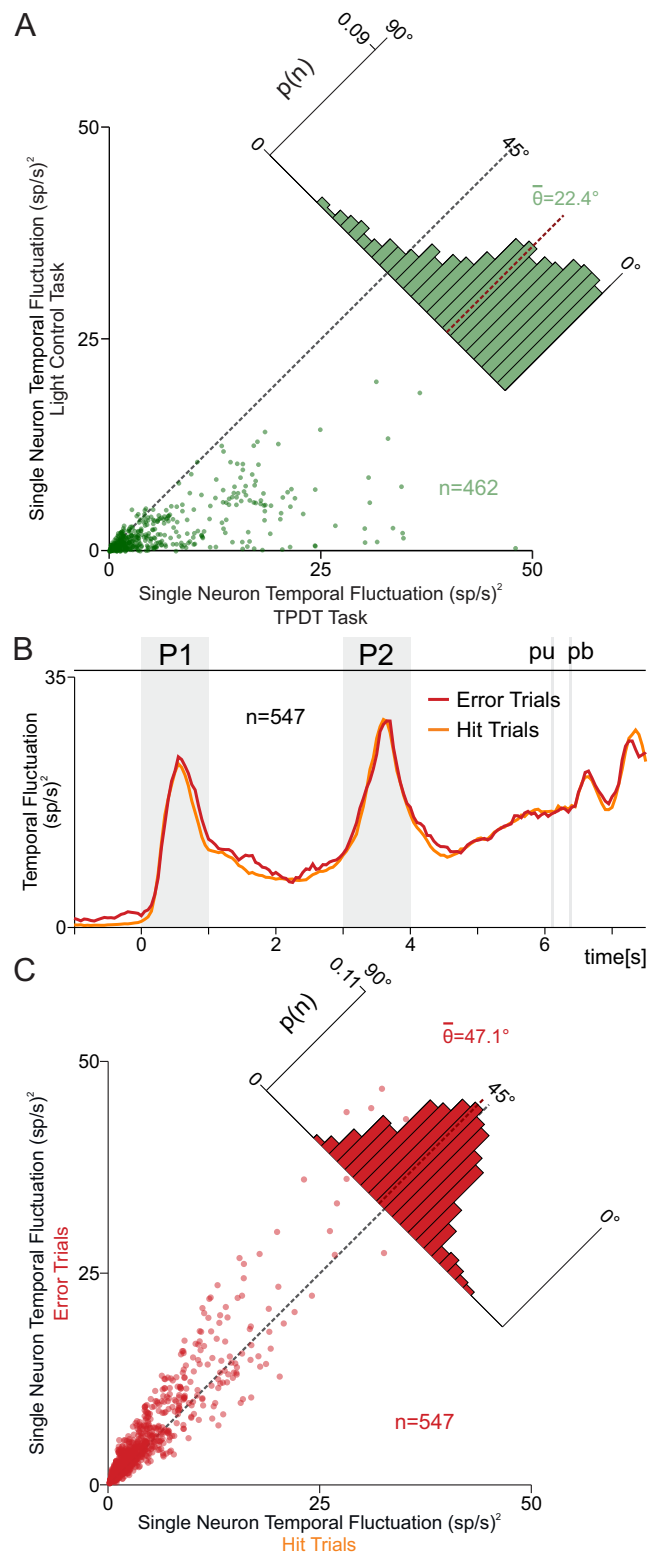 A
0.09
90°
p(n)
0
50
45°
θ̄=22.4°
0°
Single Neuron Temporal Fluctuation (sp/s)²
Light Control Task
25
n=462
0
0
25
50
Single Neuron Temporal Fluctuation (sp/s)²
TPDT Task
B
P1
P2
pu
pb
35
n=547
Error Trials
Hit Trials
Temporal Fluctuation
(sp/s)²
0
0
2
4
6
time[s]
C
0.11
90°
p(n)
0
θ̄=47.1°
50
45°
0°
Single Neuron Temporal Fluctuation (sp/s)²
Error Trials
25
n=547
0
0
25
50
Single Neuron Temporal Fluctuation (sp/s)²
Hit Trials